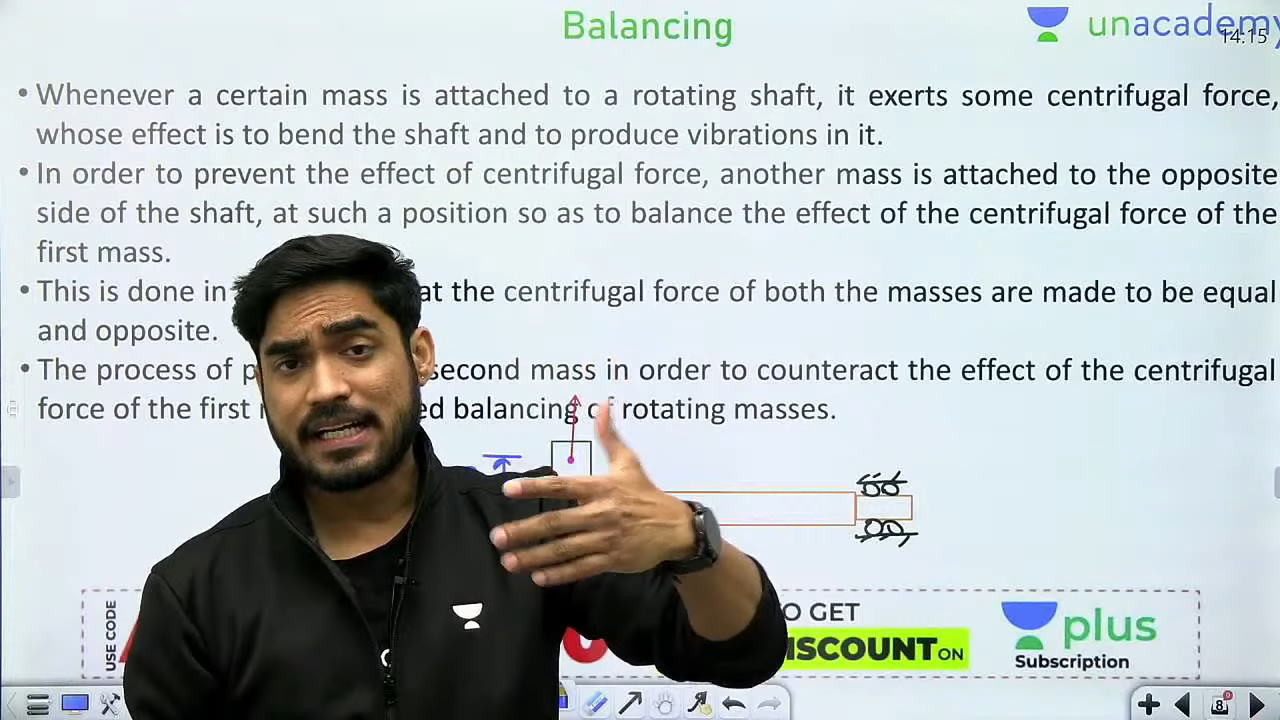 Balancing
unacademy
14:15
• Whenever a certain mass is attached to a rotating shaft, it exerts some centrifugal force,
whose effect is to bend the shaft and to produce vibrations in it.
• In order to prevent the effect of centrifugal force, another mass is attached to the opposite
side of the shaft, at such a position so as to balance the effect of the centrifugal force of the
first mass.
• This is done in at the centrifugal force of both the masses are made to be equal
and opposite.
• The process of second mass in order to counteract the effect of the centrifugal
force of the first balancing of rotating masses.
USE CODE
TO GET
DISCOUNT ON
plus
Subscription
8